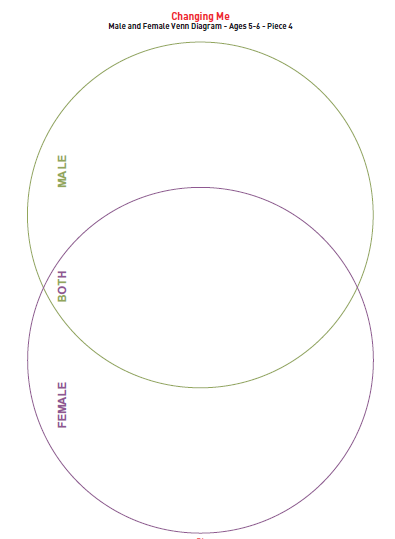 Changing Me
Male and Female Venn Diagram - Ages 5-6 - Piece 4
MALE
BOTH
FEMALE